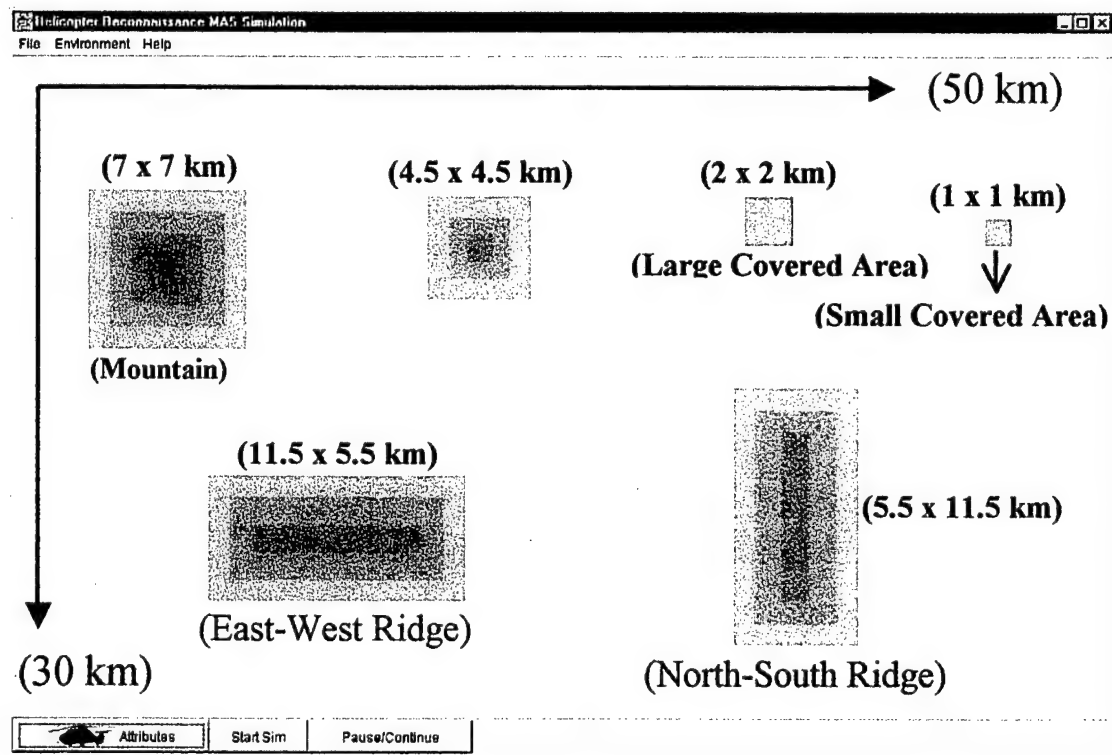 Helicopter Reconnaissance MAS Simulation
File Environment Help
(50 km)
(7 x 7 km)
(4.5 x 4.5 km)
(2 x 2 km)
(1 x 1 km)
(Large Covered Area)
(Small Covered Area)
(Mountain)
(11.5 x 5.5 km)
(5.5 x 11.5 km)
(East-West Ridge)
(30 km)
(North-South Ridge)
Attributes Start Sim Pause/Continue